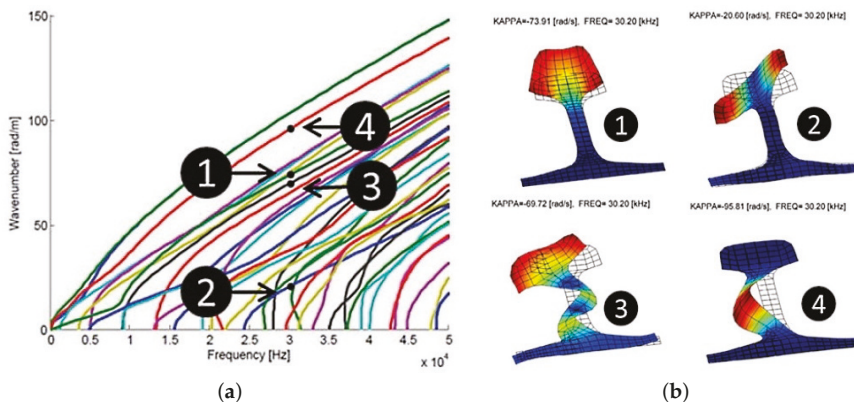 150
100
50
0
Wavenumber [rad/m]
0 0.5 1 1.5 2 2.5 3 3.5 4 4.5 5
Frequency [Hz]
x 10⁴
4
1
3
2
(a)
KAPPA=-73.91 [rad/s], FREQ= 30.20 [kHz]
1
KAPPA=-20.60 [rad/s], FREQ= 30.20 [kHz]
2
KAPPA=-69.72 [rad/s], FREQ= 30.20 [kHz]
3
KAPPA=-95.81 [rad/s], FREQ= 30.20 [kHz]
4
(b)